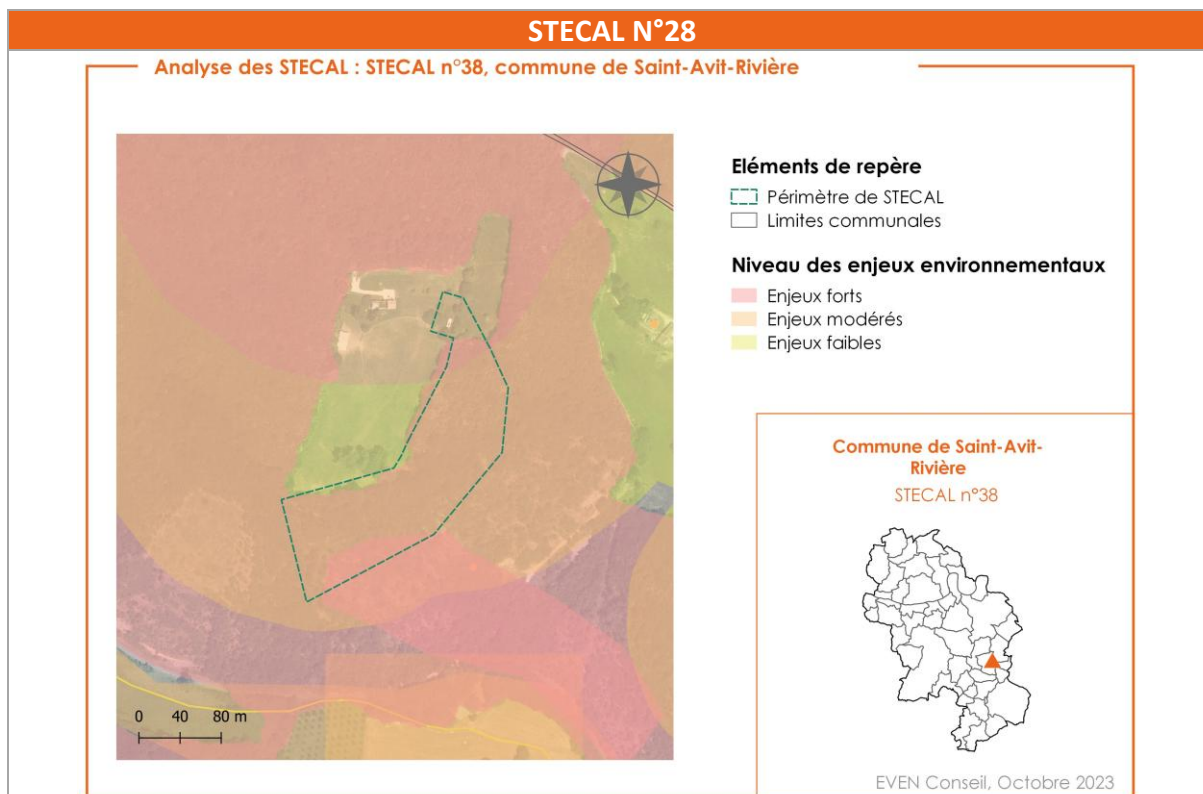 STECAL N°28
Analyse des STECAL : STECAL n°38, commune de Saint-Avit-Rivière
Eléments de repère
Périmètre de STECAL
Limites communales
Niveau des enjeux environnementaux
Enjeux forts
Enjeux modérés
Enjeux faibles
0 40 80 m
Commune de Saint-Avit-
Rivière
STECAL n°38
EVEN Conseil, Octobre 2023